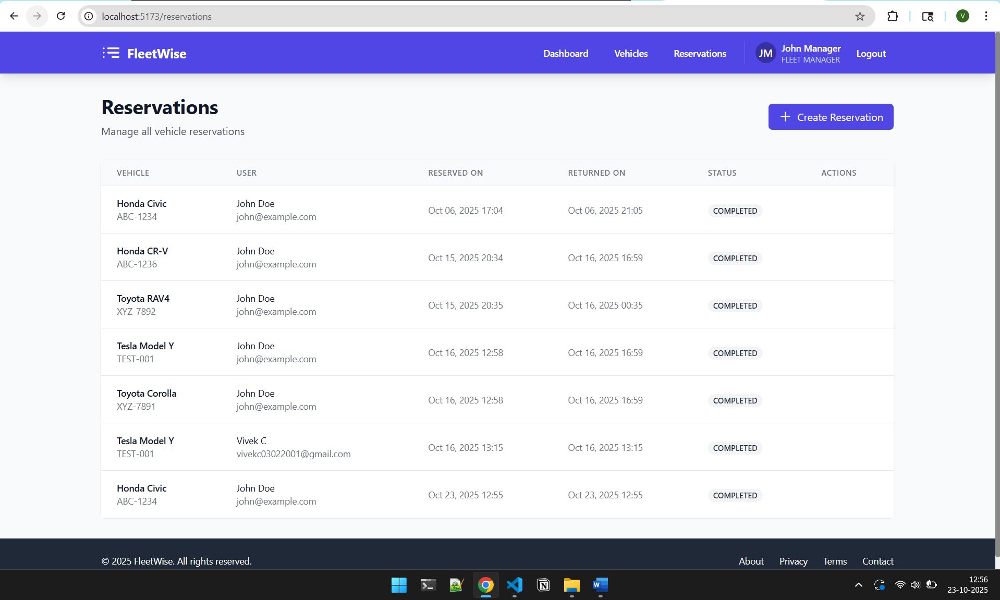 localhost:5173/reservations
V
FleetWise
Dashboard
Vehicles
Reservations
JM
John Manager
FLEET MANAGER
Logout
Reservations
Manage all vehicle reservations
Create Reservation
VEHICLE USER RESERVED ON RETURNED ON STATUS ACTIONS
Honda Civic
ABC-1234
John Doe
john@example.com
Oct 06, 2025 17:04
Oct 06, 2025 21:05
COMPLETED
Honda CR-V
ABC-1236
John Doe
john@example.com
Oct 15, 2025 20:34
Oct 16, 2025 16:59
COMPLETED
Toyota RAV4
XYZ-7892
John Doe
john@example.com
Oct 15, 2025 20:35
Oct 16, 2025 00:35
COMPLETED
Tesla Model Y
TEST-001
John Doe
john@example.com
Oct 16, 2025 12:58
Oct 16, 2025 16:59
COMPLETED
Toyota Corolla
XYZ-7891
John Doe
john@example.com
Oct 16, 2025 12:58
Oct 16, 2025 16:59
COMPLETED
Tesla Model Y
TEST-001
Vivek C
vivekc03022001@gmail.com
Oct 16, 2025 13:15
Oct 16, 2025 13:15
COMPLETED
Honda Civic
ABC-1234
John Doe
john@example.com
Oct 23, 2025 12:55
Oct 23, 2025 12:55
COMPLETED
© 2025 FleetWise. All rights reserved.
About
Privacy
Terms
Contact
12:56
23-10-2025